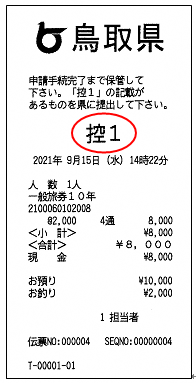 鳥取県
申請手続完了まで保管して
下さい。「控1」の記載が
あるものを県に提出して下さい。
控1
2021年 9月15日（水）14時22分
人 数 1人
一般旅券10年
2100060102008
@2,000 4通 8,000
<小 計> ¥8,000
<合計> ¥8,000
現 金 ¥8,000
お預り ¥10,000
お釣り ¥2,000
1 担当者
伝票NO:000004 SEQNO:00000004
T-00001-01